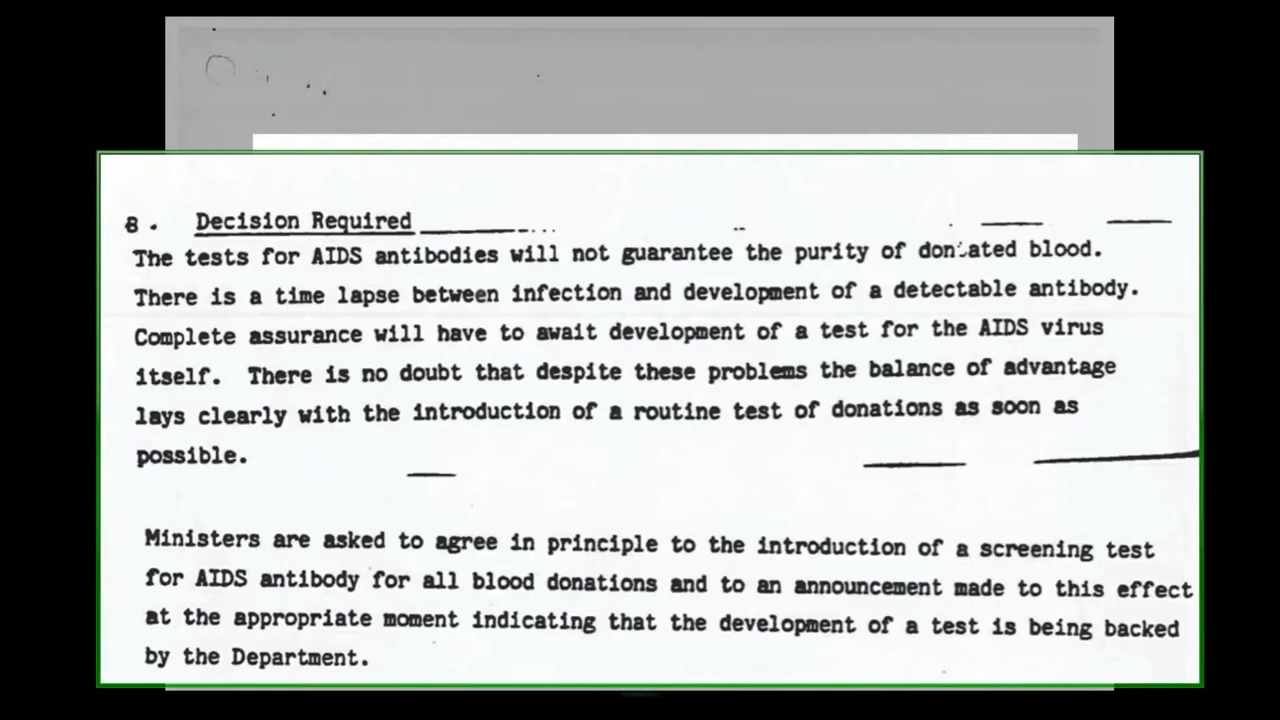 8. Decision Required
The tests for AIDS antibodies will not guarantee the purity of donated blood.
There is a time lapse between infection and development of a detectable antibody.
Complete assurance will have to await development of a test for the AIDS virus
itself. There is no doubt that despite these problems the balance of advantage
lays clearly with the introduction of a routine test of donations as soon as
possible.
Ministers are asked to agree in principle to the introduction of a screening test
for AIDS antibody for all blood donations and to an announcement made to this effect
at the appropriate moment indicating that the development of a test is being backed
by the Department.